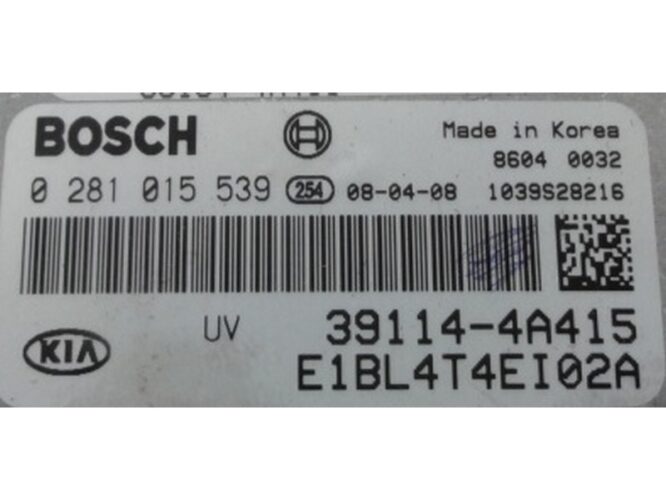 BOSCH
Made in Korea
8604 0032
0 281 015 539 254 08-04-08 1039S28216
UV 39114-4A415
KIA
E1BL4T4EI02A